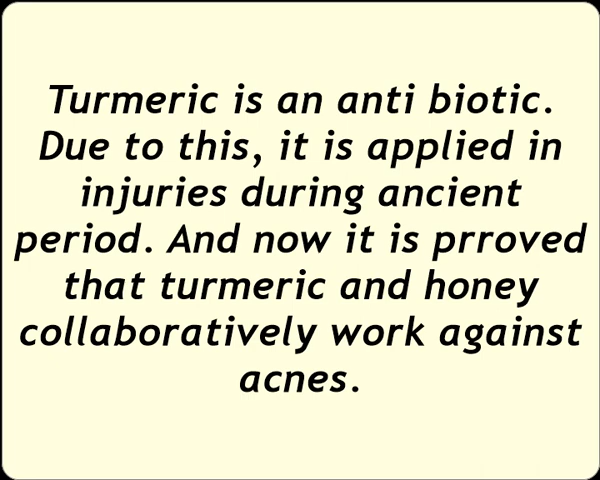 Turmeric is an anti biotic.
Due to this, it is applied in
injuries during ancient
period. And now it is prroved
that turmeric and honey
collaboratively work against
acnes.